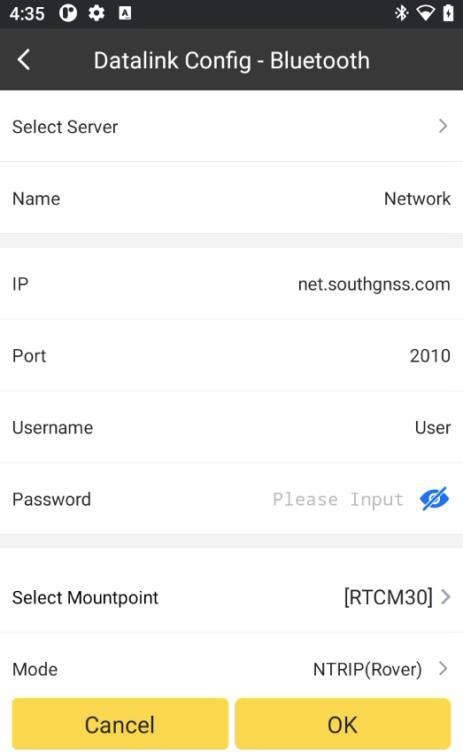 4:35
Datalink Config - Bluetooth
Select Server
Name Network
IP net.southgnss.com
Port 2010
Username User
Password Please Input
Select Mountpoint [RTCM30]
Mode NTRIP(Rover)
Cancel OK